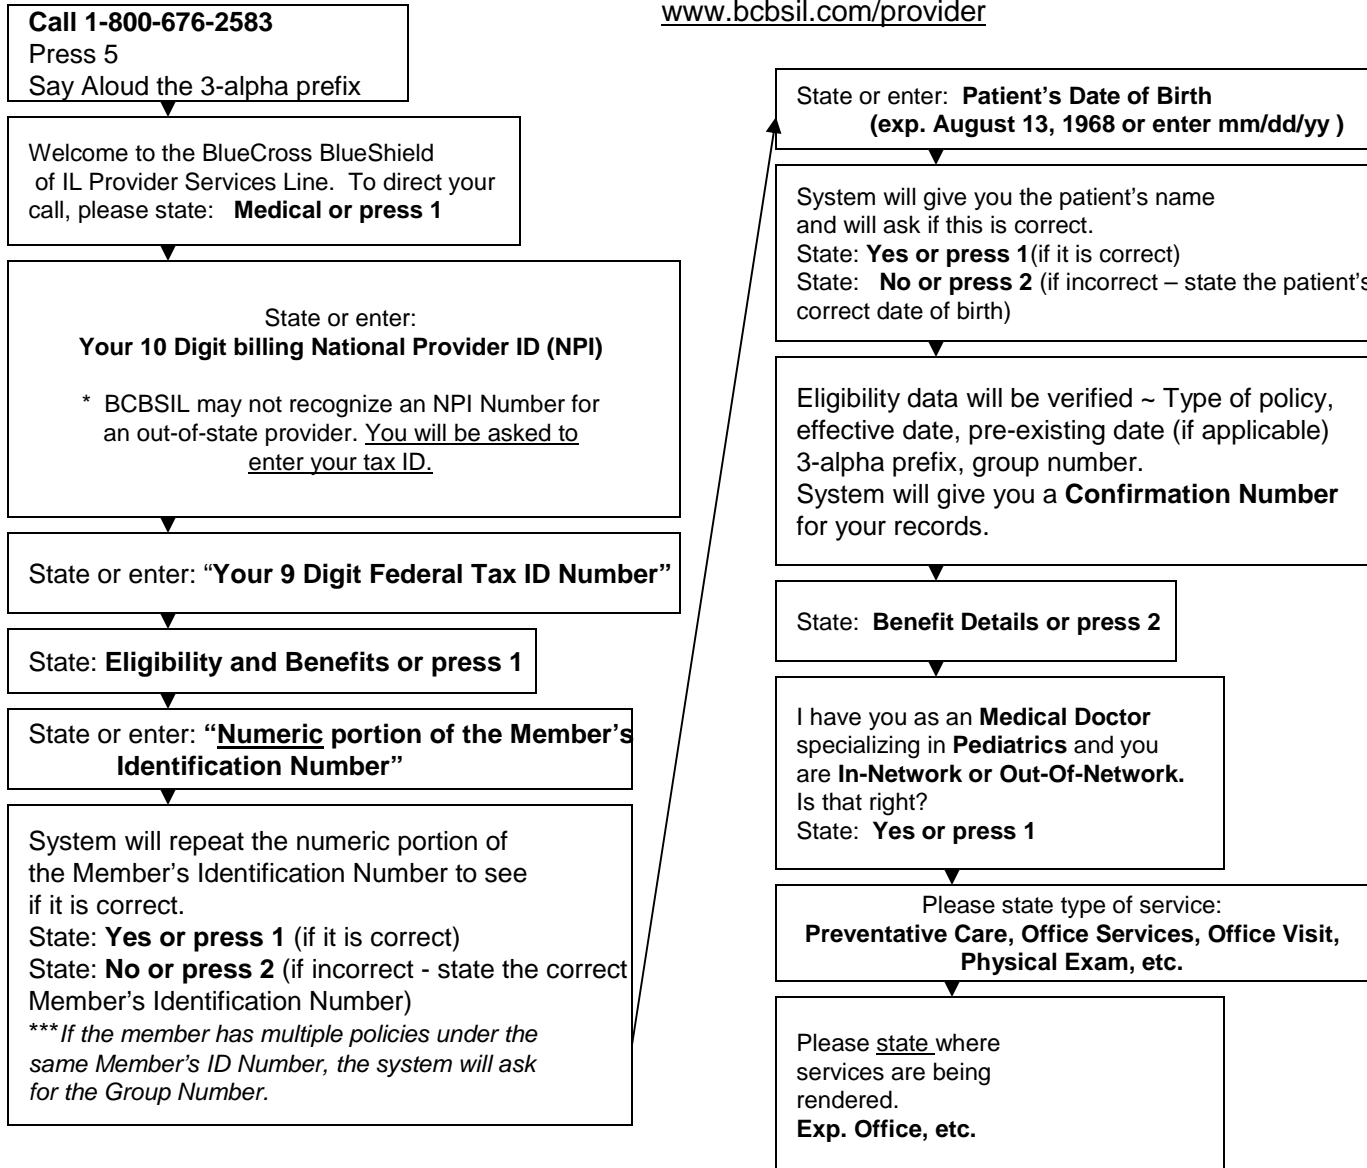 www.bcbsil.com/provider
Call 1-800-676-2583
Press 5
Say Aloud the 3-alpha prefix
Welcome to the BlueCross BlueShield
of IL Provider Services Line. To direct your
call, please state: Medical or press 1
State or enter:
Your 10 Digit billing National Provider ID (NPI)
* BCBSIL may not recognize an NPI Number for
an out-of-state provider. You will be asked to
enter your tax ID.
State or enter: “Your 9 Digit Federal Tax ID Number”
State: Eligibility and Benefits or press 1
State or enter: “Numeric portion of the Member’s
Identification Number”
System will repeat the numeric portion of
the Member’s Identification Number to see
if it is correct.
State: Yes or press 1 (if it is correct)
State: No or press 2 (if incorrect - state the correct
Member’s Identification Number)
***If the member has multiple policies under the
same Member’s ID Number, the system will ask
for the Group Number.
State or enter: Patient’s Date of Birth
(exp. August 13, 1968 or enter mm/dd/yy )
System will give you the patient’s name
and will ask if this is correct.
State: Yes or press 1(if it is correct)
State: No or press 2 (if incorrect – state the patient’s
correct date of birth)
Eligibility data will be verified ~ Type of policy,
effective date, pre-existing date (if applicable)
3-alpha prefix, group number.
System will give you a Confirmation Number
for your records.
State: Benefit Details or press 2
I have you as an Medical Doctor
specializing in Pediatrics and you
are In-Network or Out-Of-Network.
Is that right?
State: Yes or press 1
Please state type of service:
Preventative Care, Office Services, Office Visit,
Physical Exam, etc.
Please state where
services are being
rendered.
Exp. Office, etc.